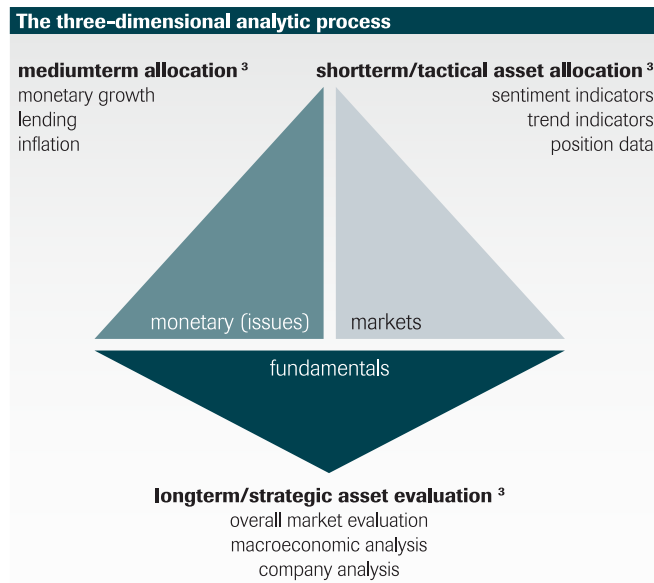 The three-dimensional analytic process
mediumterm allocation ³
monetary growth
lending
inflation
shortterm/tactical asset allocation ³
sentiment indicators
trend indicators
position data
monetary (issues)
markets
fundamentals
longterm/strategic asset evaluation ³
overall market evaluation
macroeconomic analysis
company analysis